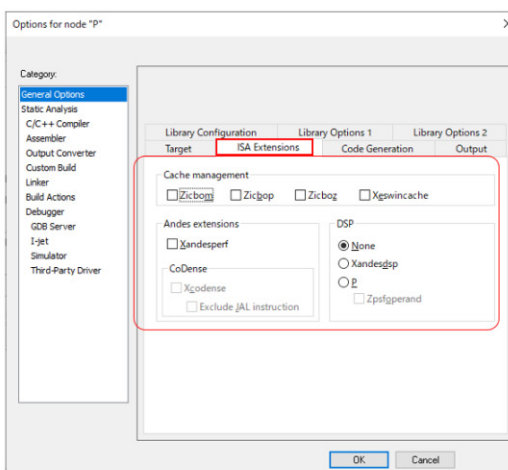 Options for node "P"
Category:
General Options
Static Analysis
C/C++ Compiler
Assembler
Output Converter
Custom Build
Linker
Build Actions
Debugger
GDB Server
I-jet
Simulator
Third-Party Driver
Library Configuration Library Options 1 Library Options 2
Target ISA Extensions Code Generation Output
Cache management
Zicbom Zicbop Zicboz Xeswincache
Andes extensions
Xandesperf
CoDense
Xcodense
Exclude JAL instruction
DSP
None
Xandesdsp
P
Zpsfoperand
OK Cancel